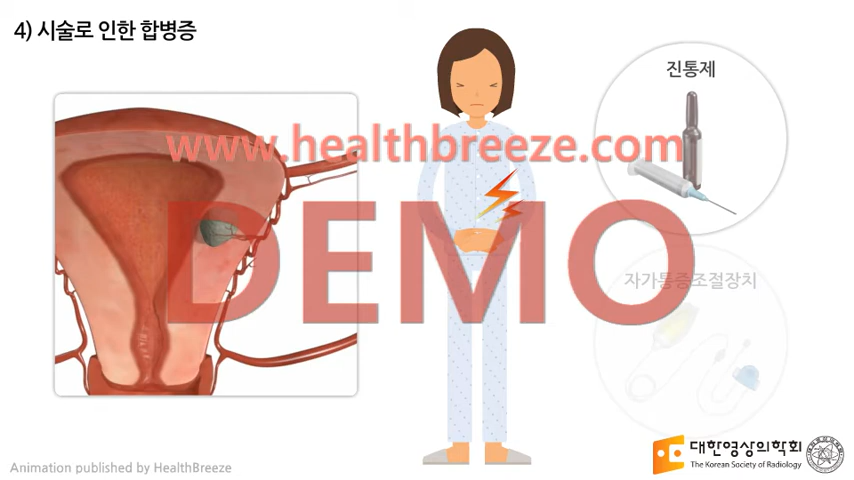 4) 시술로 인한 합병증
진통제
www.healthbreeze.com
DEMO
자가통증조절장치
Animation published by HealthBreeze
대한영상의학회
The Korean Society of Radiology